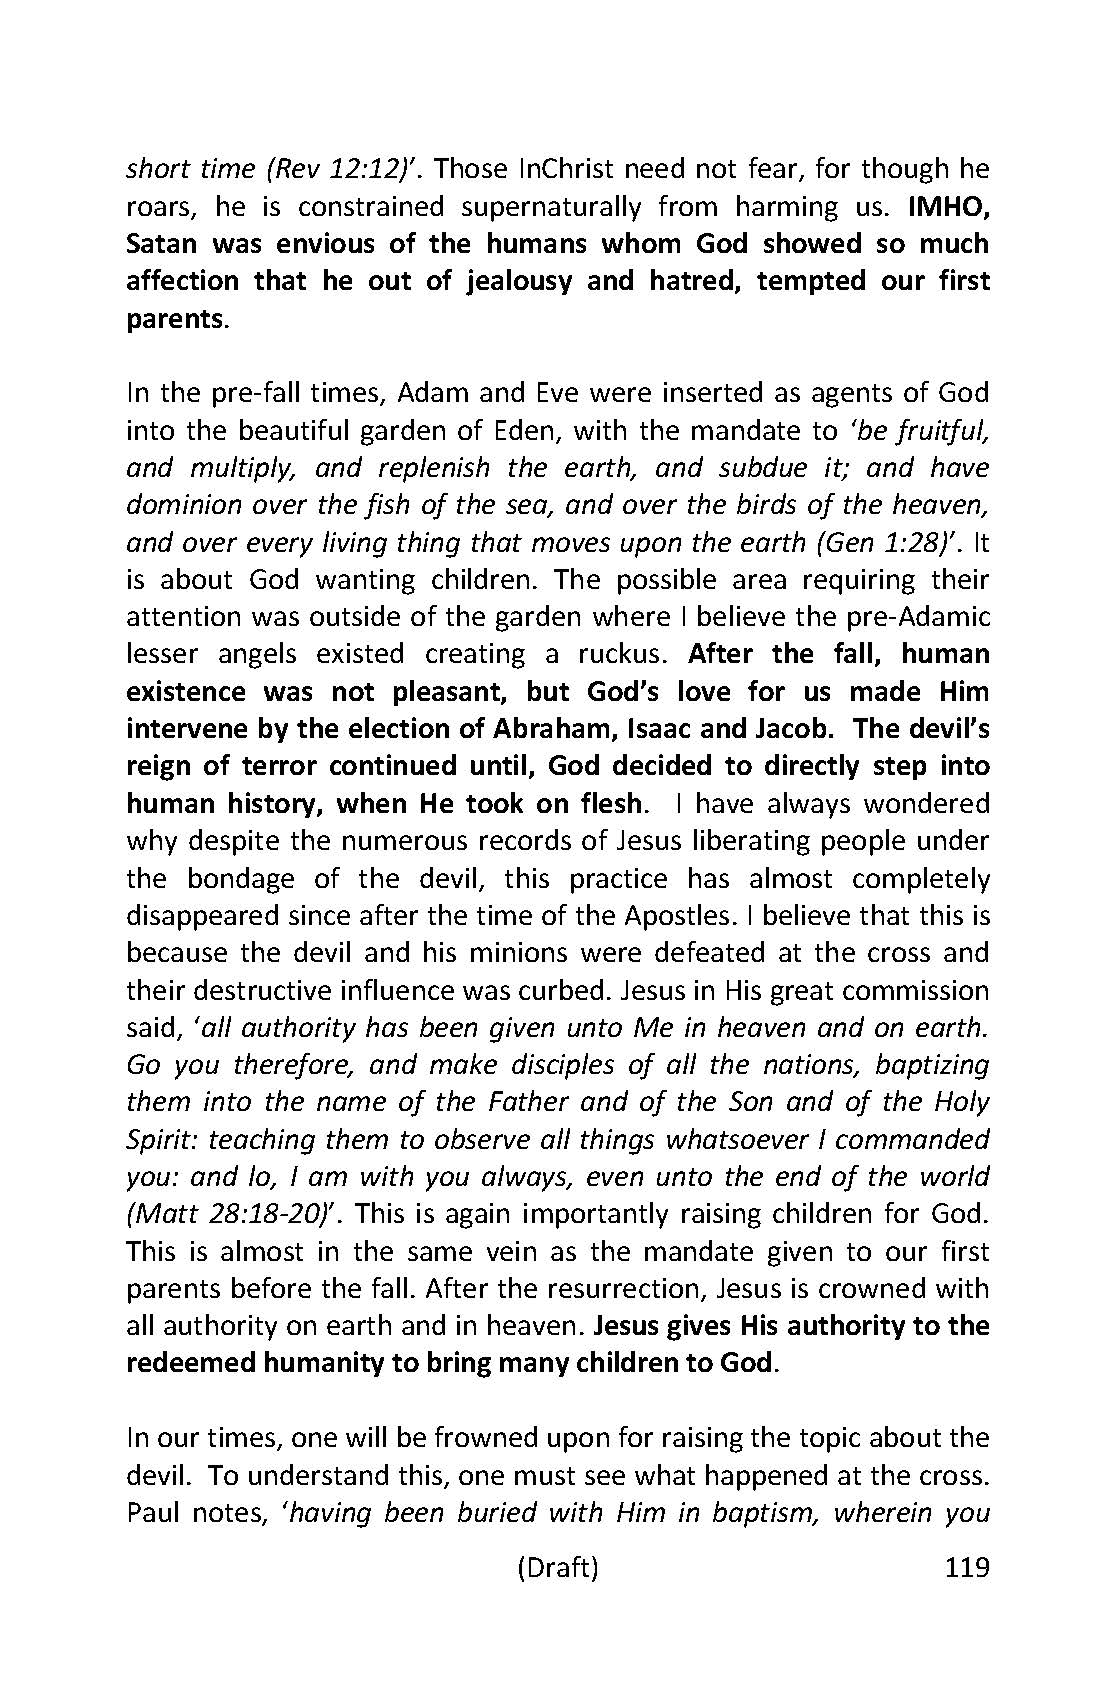 short time (Rev 12:12)’. Those InChrist need not fear, for though he
roars, he is constrained supernaturally from harming us. IMHO,
Satan was envious of the humans whom God showed so much
affection that he out of jealousy and hatred, tempted our first
parents.
In the pre-fall times, Adam and Eve were inserted as agents of God
into the beautiful garden of Eden, with the mandate to ‘be fruitful,
and multiply, and replenish the earth, and subdue it; and have
dominion over the fish of the sea, and over the birds of the heaven,
and over every living thing that moves upon the earth (Gen 1:28)’. It
is about God wanting children. The possible area requiring their
attention was outside of the garden where I believe the pre-Adamic
lesser angels existed creating a ruckus. After the fall, human
existence was not pleasant, but God’s love for us made Him
intervene by the election of Abraham, Isaac and Jacob. The devil’s
reign of terror continued until, God decided to directly step into
human history, when He took on flesh. I have always wondered
why despite the numerous records of Jesus liberating people under
the bondage of the devil, this practice has almost completely
disappeared since after the time of the Apostles. I believe that this is
because the devil and his minions were defeated at the cross and
their destructive influence was curbed. Jesus in His great commission
said, ‘all authority has been given unto Me in heaven and on earth.
Go you therefore, and make disciples of all the nations, baptizing
them into the name of the Father and of the Son and of the Holy
Spirit: teaching them to observe all things whatsoever I commanded
you: and lo, I am with you always, even unto the end of the world
(Matt 28:18-20)’. This is again importantly raising children for God.
This is almost in the same vein as the mandate given to our first
parents before the fall. After the resurrection, Jesus is crowned with
all authority on earth and in heaven. Jesus gives His authority to the
redeemed humanity to bring many children to God.
In our times, one will be frowned upon for raising the topic about the
devil. To understand this, one must see what happened at the cross.
Paul notes, ‘having been buried with Him in baptism, wherein you
(Draft) 119